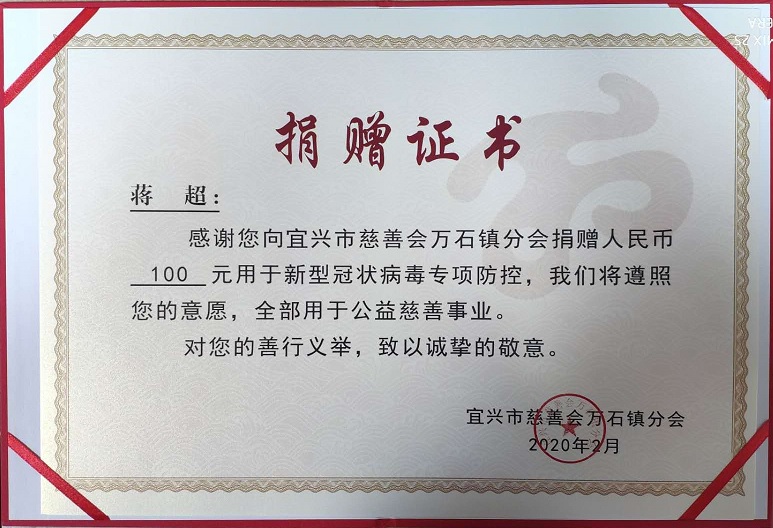 捐赠证书
蒋 超:
感谢您向宜兴市慈善会万石镇分会捐赠人民币
100 元用于新型冠状病毒专项防控，我们将遵照
您的意愿，全部用于公益慈善事业。
对您的善行义举，致以诚挚的敬意。
宜兴市慈善会万石镇分会
2020年2月